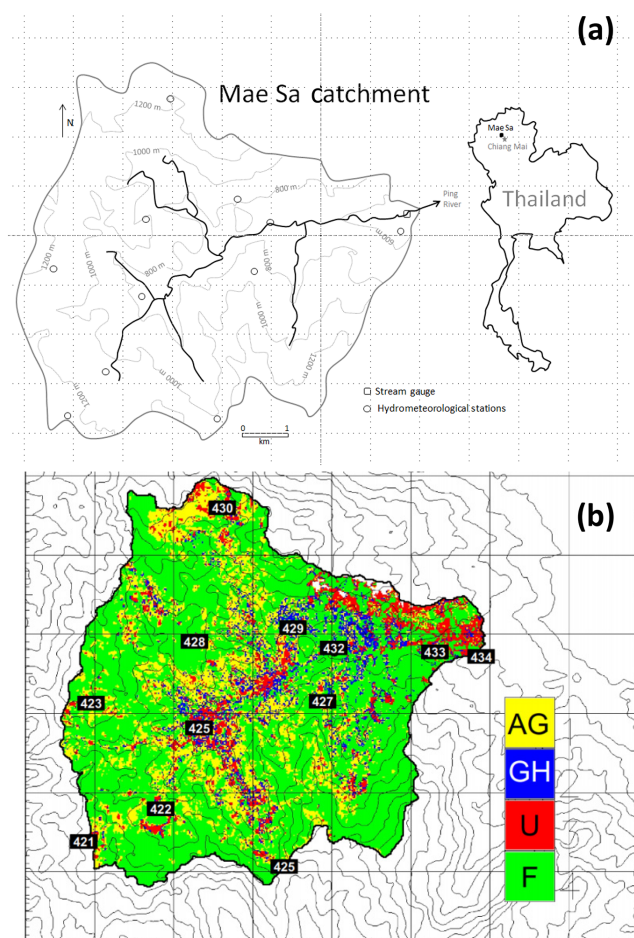 (a)
Mae Sa catchment
1200 m
N
1000 m
800 m
Ping
River
600 m
Mae Sa
Chiang Mai
Thailand
1200 m
1000 m
800 m
800 m
1000 m
1200 m
1000 m
1200 m
Stream gauge
Hydrometeorological stations
0 1
km
(b)
430
429
428
432
433
434
427
423
425
422
421
425
AG
GH
U
F